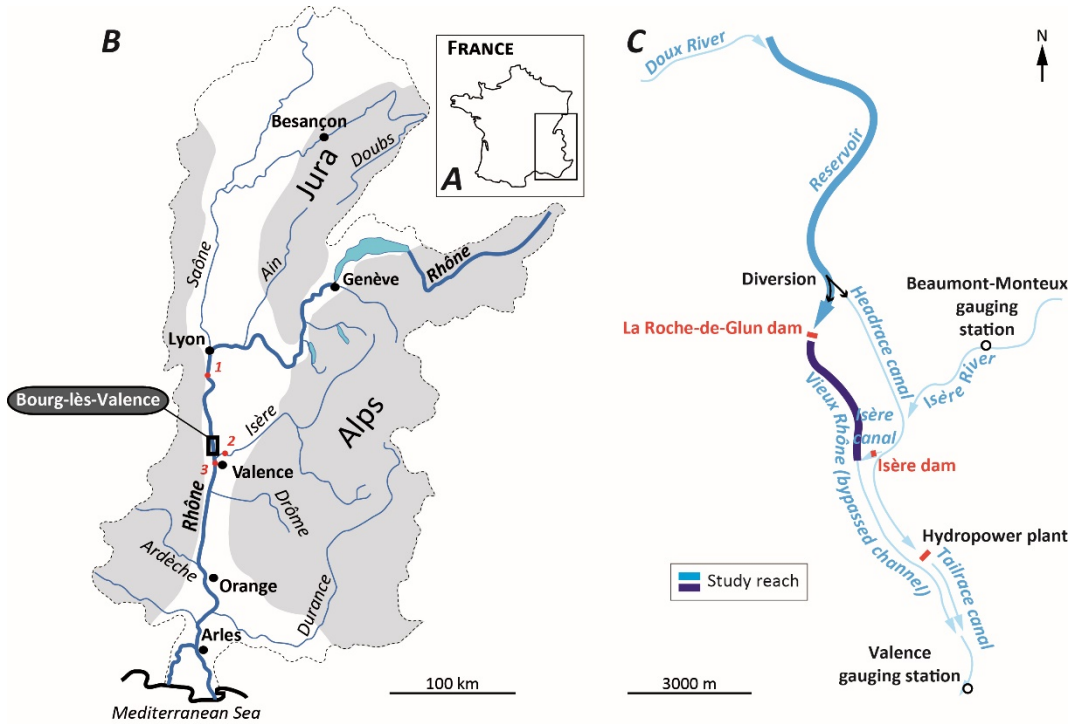 B
FRANCE
A
Besançon
Jura
Doubs
Saône
Ain
Rhône
Genève
Lyon
1
Bourg-lès-Valence
Isère
Alps
2
3
Valence
Rhône
Drôme
Ardèche
Orange
Durance
Arles
Mediterranean Sea
100 km
C
N
Doux River
Reservoir
Diversion
Headrace canal
Beaumont-Monteux
gauging
station
La Roche-de-Glun dam
Isère River
Isère
canal
Vieux Rhône (bypassed channel)
Isère dam
Hydropower plant
Tailrace canal
Study reach
Valence
gauging station
3000 m